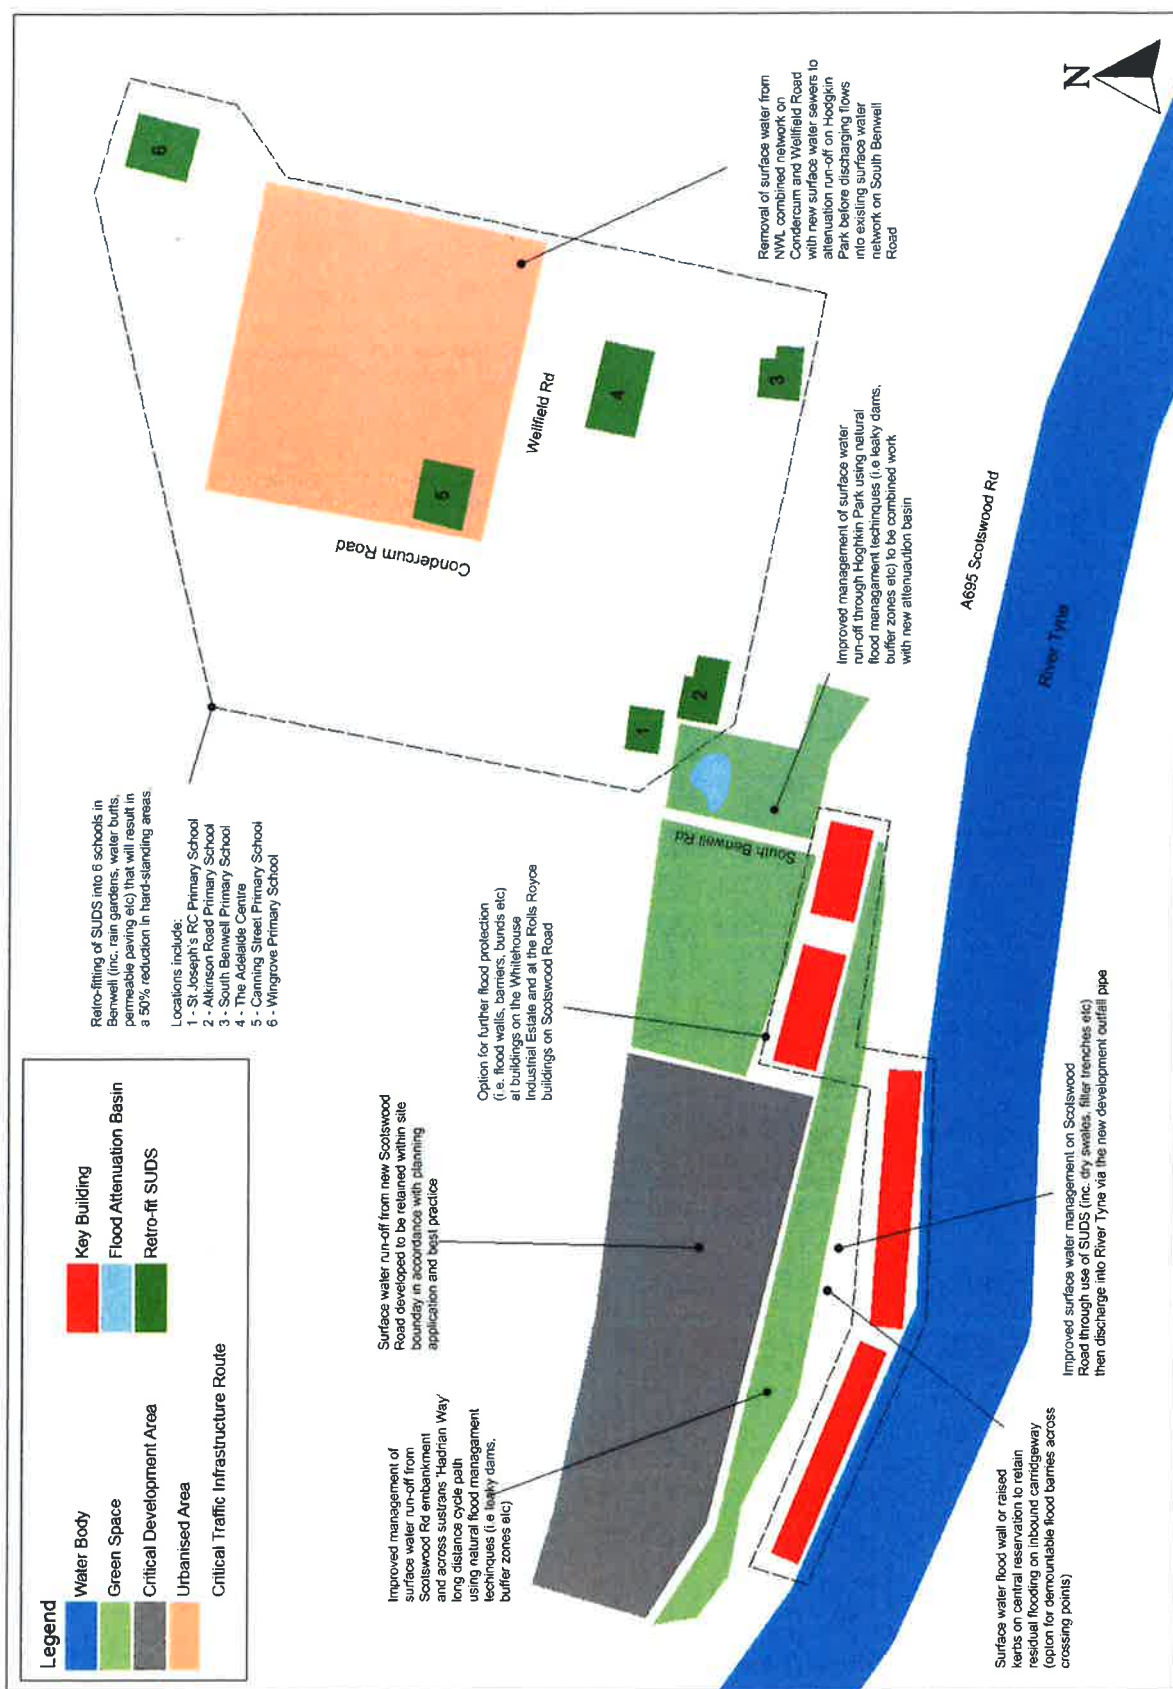 Legend
Water Body
Green Space
Critical Development Area
Urbanised Area
Critical Traffic Infrastructure Route
Key Building
Flood Attenuation Basin
Retro-fit SUDS
Retro-fitting of SUDS into 6 schools in
Benwell (inc. rain gardens, water butts,
permeable paving etc) that will result in
a 50% reduction in hard-standing areas.
Locations include:
1 - St Joseph's RC Primary School
2 - Atkinson Road Primary School
3 - South Benwell Primary School
4 - The Adelaide Centre
5 - Canning Street Primary School
6 - Wingrove Primary School
Surface water run-off from new Scotswood
Road developed to be retained within site
bounday in accordance with planning
application and best practice
Option for further flood protection
(i.e. flood walls, barriers, bunds etc)
at buildings on the Whitehouse
Industrial Estate and at the Rolls Royce
buildings on Scotswood Road
Improved management of
surface water run-off from
Scotswood Rd embankment
and across sustrans 'Hadrian Way'
long distance cycle path
using natural flood managament
techinques (i.e leaky dams,
buffer zones etc)
Removal of surface water from
NWL combined network on
Condercum and Wellfield Road
with new surface water sewers to
attenuation run-off on Hodgkin
Park before discharging flows
into existing surface water
network on South Benwell
Road
Improved management of surface water
run-off through Hoghkin Park using natural
flood managament techinques (i.e leaky dams,
buffer zones etc) to be combined work
with new attenuaution basin
Surface water flood wall or raised
kerbs on central reservation to retain
residual flooding on inbound carridgeway
(opton for demountable flood barries across
crossing points)
Improved surface water management on Scotswood
Road through use of SUDS (inc. dry swales, filter trenches etc)
then discharge into River Tyne via the new development outfall pipe
Condercum Road
Wellfield Rd
South Benwell Rd
A695 Scotswood Rd
River Tyne
1
2
3
4
5
6
N